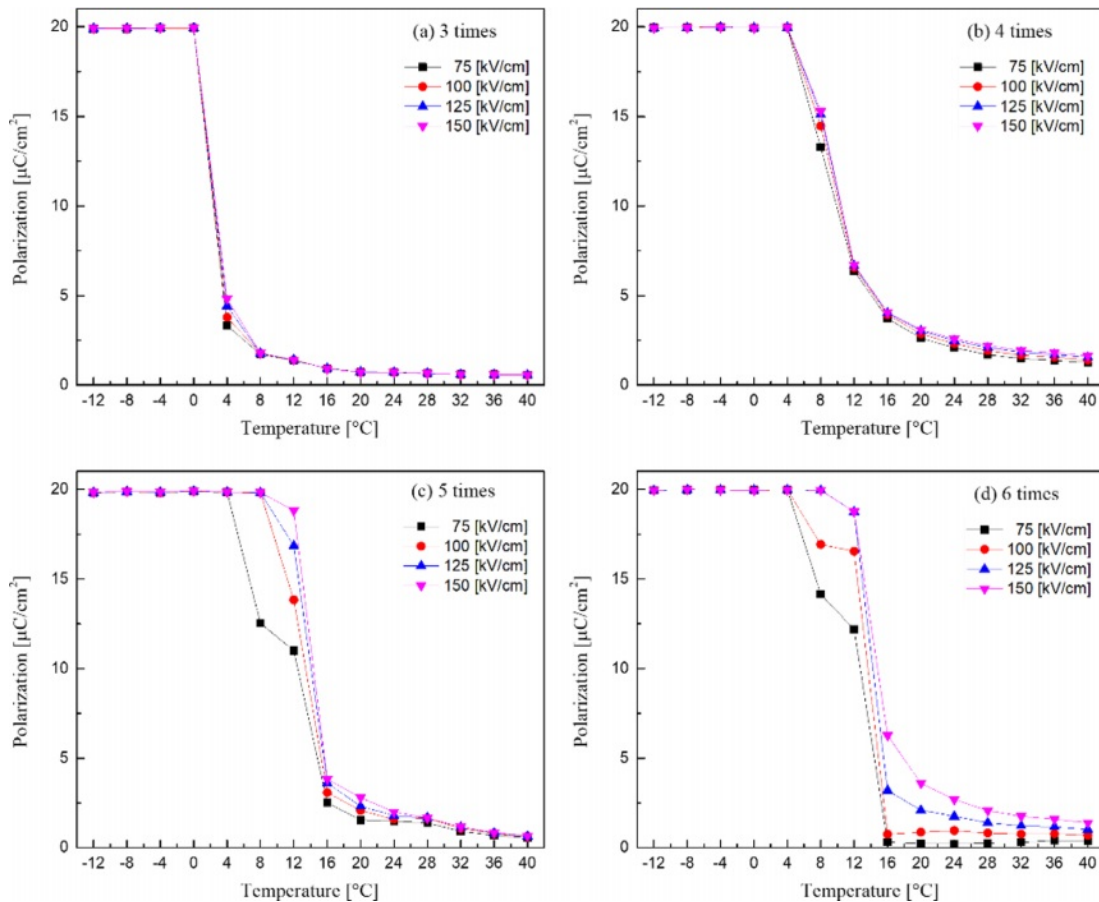 (a) 3 times
75 [kV/cm]
100 [kV/cm]
125 [kV/cm]
150 [kV/cm]
20
15
10
5
0
Polarization [µC/cm²]
-12 -8 -4 0 4 8 12 16 20 24 28 32 36 40
Temperature [°C]
(b) 4 times
75 [kV/cm]
100 [kV/cm]
125 [kV/cm]
150 [kV/cm]
20
15
10
5
0
Polarization [µC/cm²]
-12 -8 -4 0 4 8 12 16 20 24 28 32 36 40
Temperature [°C]
(c) 5 times
75 [kV/cm]
100 [kV/cm]
125 [kV/cm]
150 [kV/cm]
20
15
10
5
0
Polarization [µC/cm²]
-12 -8 -4 0 4 8 12 16 20 24 28 32 36 40
Temperature [°C]
(d) 6 times
75 [kV/cm]
100 [kV/cm]
125 [kV/cm]
150 [kV/cm]
20
15
10
5
0
Polarization [µC/cm²]
-12 -8 -4 0 4 8 12 16 20 24 28 32 36 40
Temperature [°C]